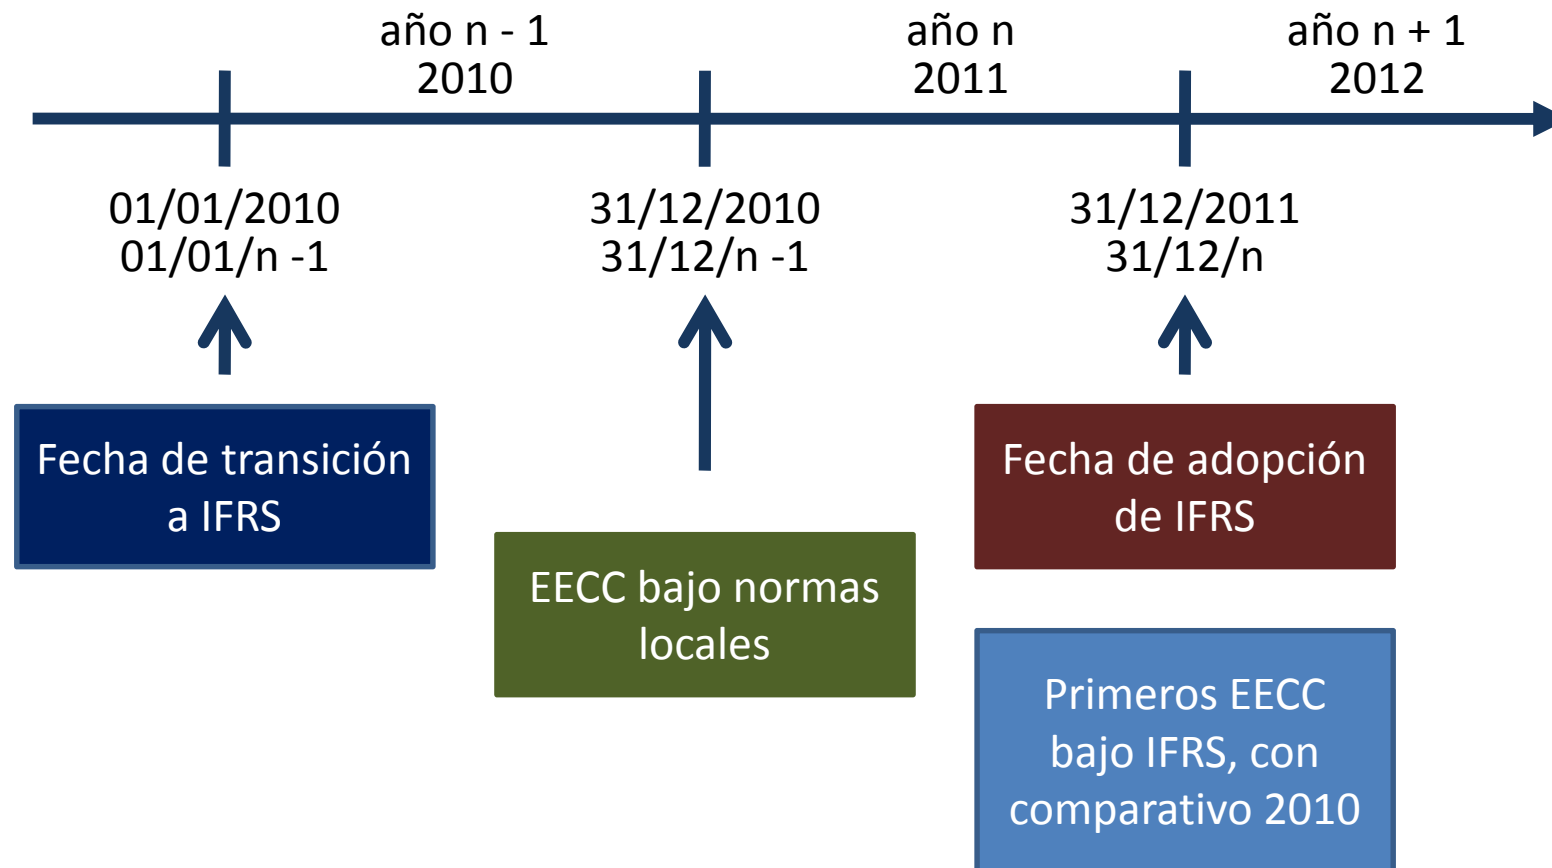 año n - 1
2010
año n
2011
año n + 1
2012
01/01/2010
01/01/n -1
31/12/2010
31/12/n -1
31/12/2011
31/12/n
Fecha de transición
a IFRS
EECC bajo normas
locales
Fecha de adopción
de IFRS
Primeros EECC
bajo IFRS, con
comparativo 2010